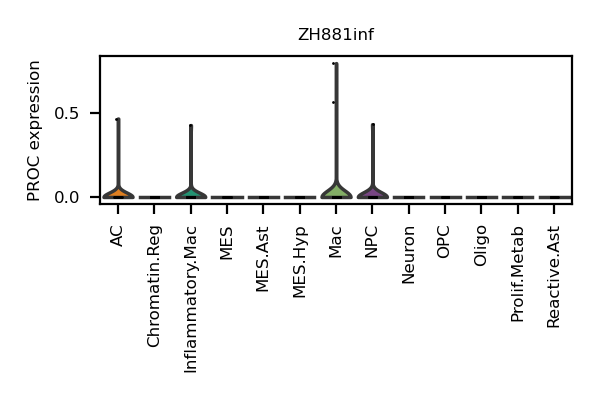 ZH881inf
PROC expression
0.5
0.0
AC
Chromatin.Reg
Inflammatory.Mac
MES
MES.Ast
MES.Hyp
Mac
NPC
Neuron
OPC
Oligo
Prolif.Metab
Reactive.Ast